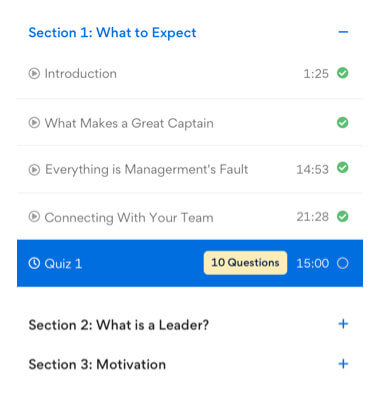 Section 1: What to Expect
Introduction 1:25
What Makes a Great Captain
Everything is Managerment's Fault 14:53
Connecting With Your Team 21:28
Quiz 1 10 Questions 15:00
Section 2: What is a Leader?
Section 3: Motivation